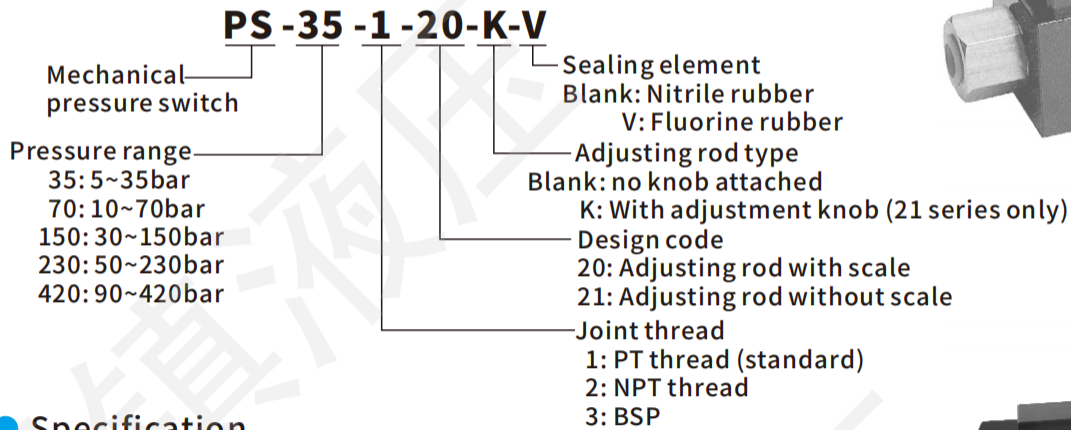 PS-35-1-20-K-V
Mechanical
pressure switch
Pressure range
35: 5~35bar
70: 10~70bar
150: 30~150bar
230: 50~230bar
420: 90~420bar
Sealing element
Blank: Nitrile rubber
V: Fluorine rubber
Adjusting rod type
Blank: no knob attached
K: With adjustment knob (21 series only)
Design code
20: Adjusting rod with scale
21: Adjusting rod without scale
Joint thread
1: PT thread (standard)
2: NPT thread
3: BSP
Specification
镇液压